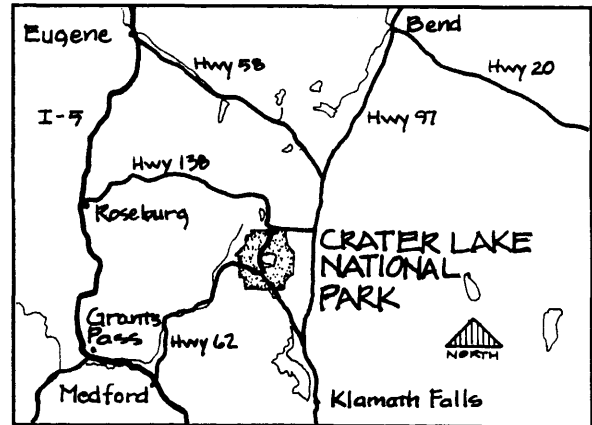 Eugene
Bend
Hwy 58
Hwy 20
I-5
Hwy 97
Hwy 138
Roseburg
CRATER LAKE
NATIONAL
PARK
Grants
Pass
Hwy 62
NORTH
Medford
Klamath Falls